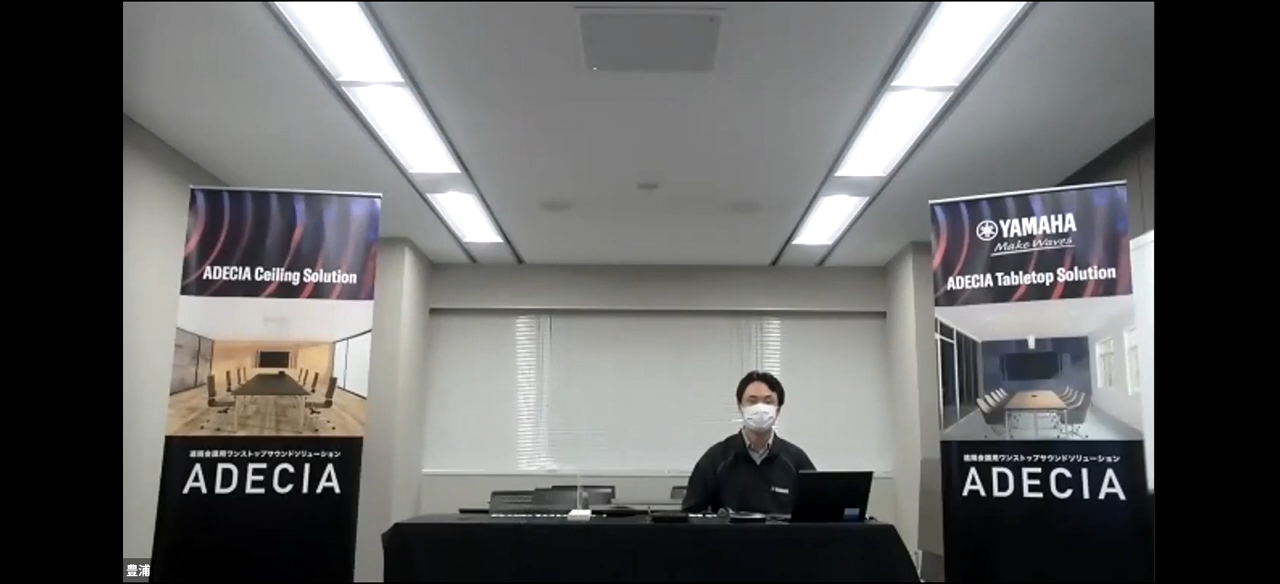 ADECIA Ceiling Solution
遠隔会議用ワンストップサウンドソリューション
ADECIA
YAMAHA
Make Waves
ADECIA Tabletop Solution
遠隔会議用ワンストップサウンドソリューション
ADECIA
YAMAHA
豊浦